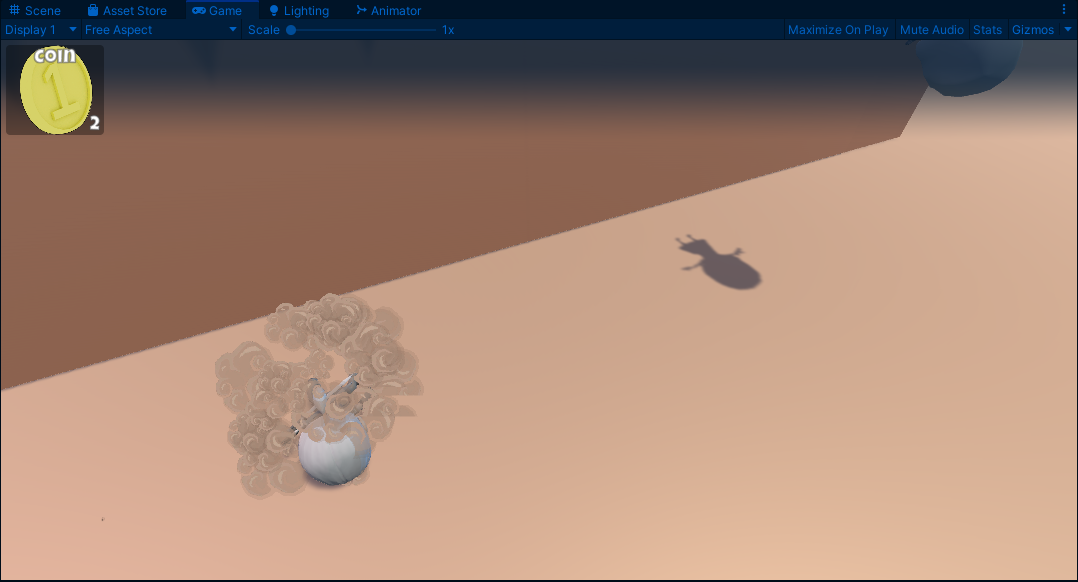 Scene Asset Store Game Lighting Animator
Display 1 Free Aspect Scale 1x Maximize On Play Mute Audio Stats Gizmos
coin
1
2